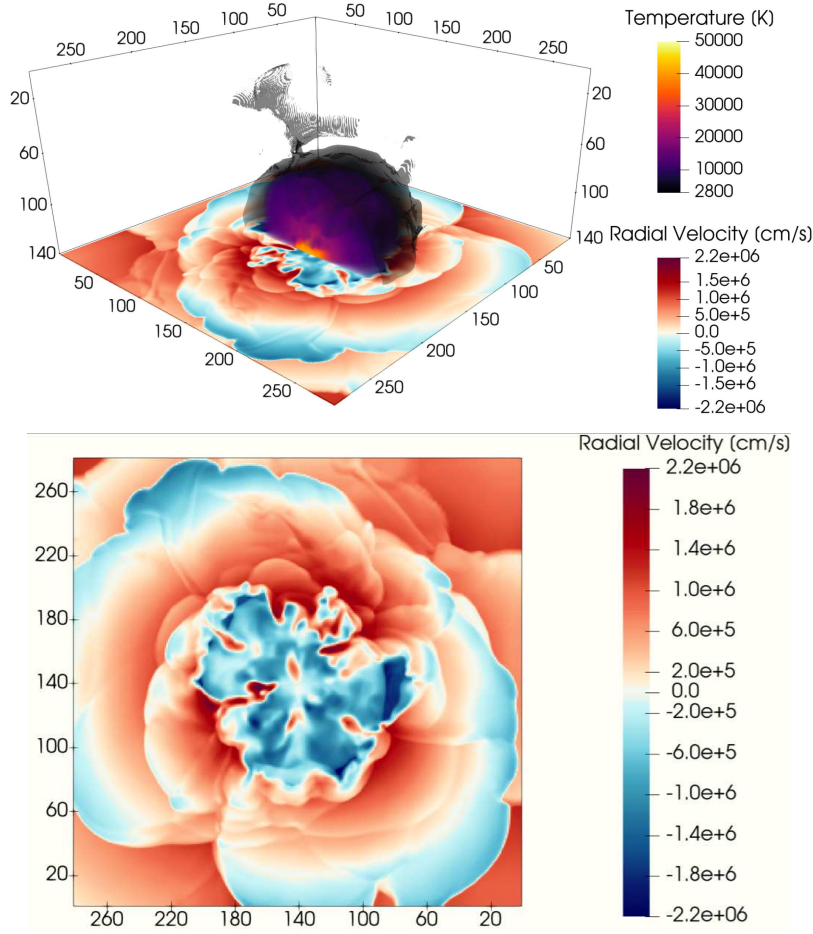 50
50
100
100
150
150
200
200
250
250
20
20
60
60
100
100
140
140
50
50
100
100
150
150
200
200
250
250
Temperature (K)
50000
40000
30000
20000
10000
2800
Radial Velocity (cm/s)
2.2e+06
1.5e+6
1.0e+6
5.0e+5
0.0
-5.0e+5
-1.0e+6
-1.5e+6
-2.2e+06
Radial Velocity (cm/s)
2.2e+06
1.8e+6
1.4e+6
1.0e+6
6.0e+5
2.0e+5
0.0
-2.0e+5
-6.0e+5
-1.0e+6
-1.4e+6
-1.8e+6
-2.2e+06
260
220
180
140
100
60
20
260
220
180
140
100
60
20